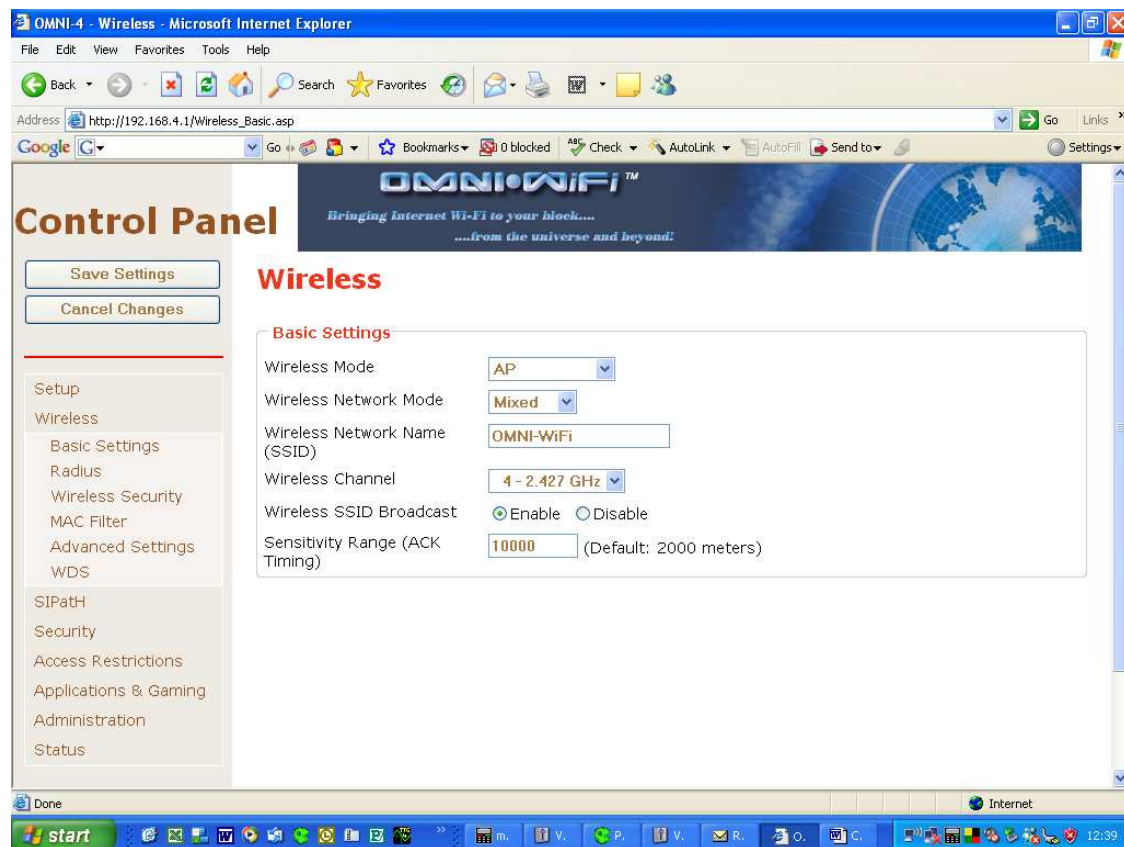 OMNI-4 - Wireless - Microsoft Internet Explorer
File Edit View Favorites Tools Help
Back Search Favorites
Address http://192.168.4.1/Wireless_Basic.asp Go Links »
Google G Go Bookmarks 0 blocked ABC Check AutoLink AutoFill Send to Settings
OMNI•WiFi™
Bringing Internet Wi-Fi to your block....
....from the universe and beyond!
Control Panel
Save Settings
Cancel Changes
Setup
Wireless
Basic Settings
Radius
Wireless Security
MAC Filter
Advanced Settings
WDS
SIPatH
Security
Access Restrictions
Applications & Gaming
Administration
Status
Wireless
Basic Settings
Wireless Mode AP
Wireless Network Mode Mixed
Wireless Network Name (SSID) OMNI-WiFi
Wireless Channel 4 - 2.427 GHz
Wireless SSID Broadcast Enable Disable
Sensitivity Range (ACK Timing) 10000 (Default: 2000 meters)
Done Internet
start » m. V. P. V. R. O. C. 12:39